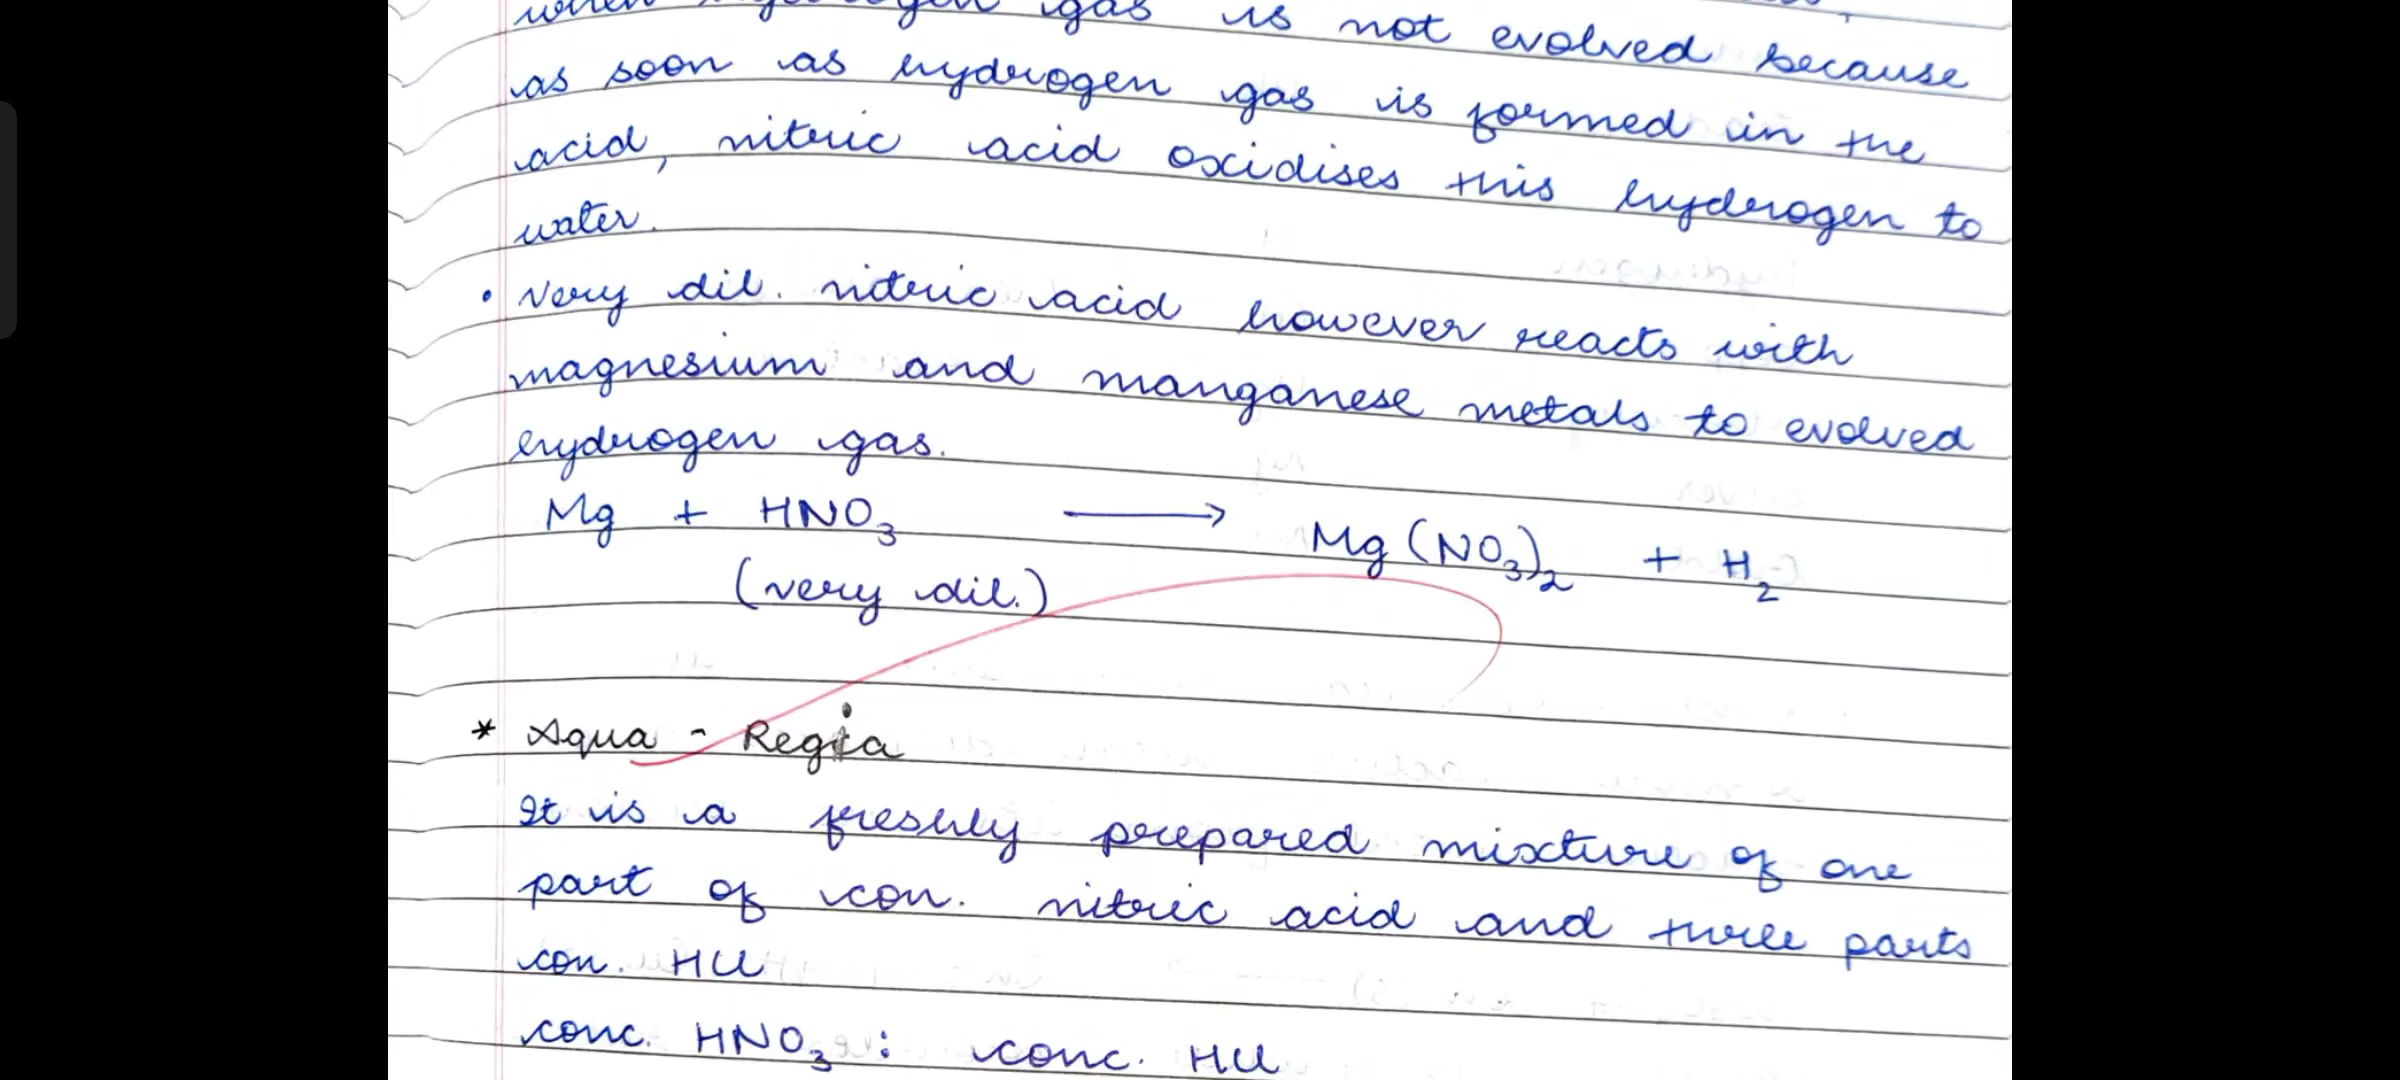 when hydrogen gas is not evolved because
as soon as hydrogen gas is formed in the
acid, nitric acid oxidises this hydrogen to
water.
• Very dil. nitric acid however reacts with
magnesium and manganese metals to evolved
hydrogen gas.
Mg + HNO₃ ⟶ Mg(NO₃)₂ + H₂
(very dil.)
* Aqua - Regia
It is a freshly prepared mixture of one
part of con. nitric acid and three parts
con. HCl
conc. HNO₃ : conc. HCl